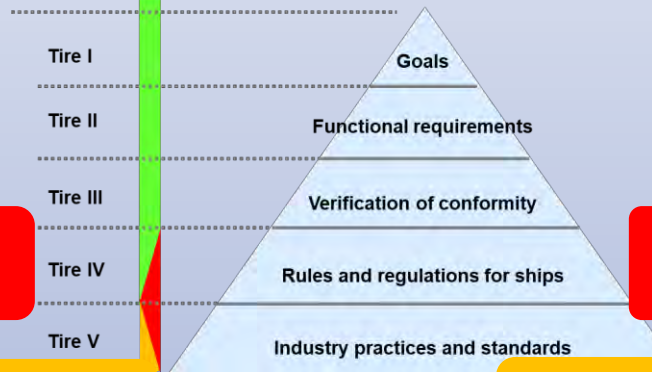 Tire I
Goals
Tire II
Functional requirements
Tire III
Verification of conformity
Tire IV
Rules and regulations for ships
Tire V
Industry practices and standards